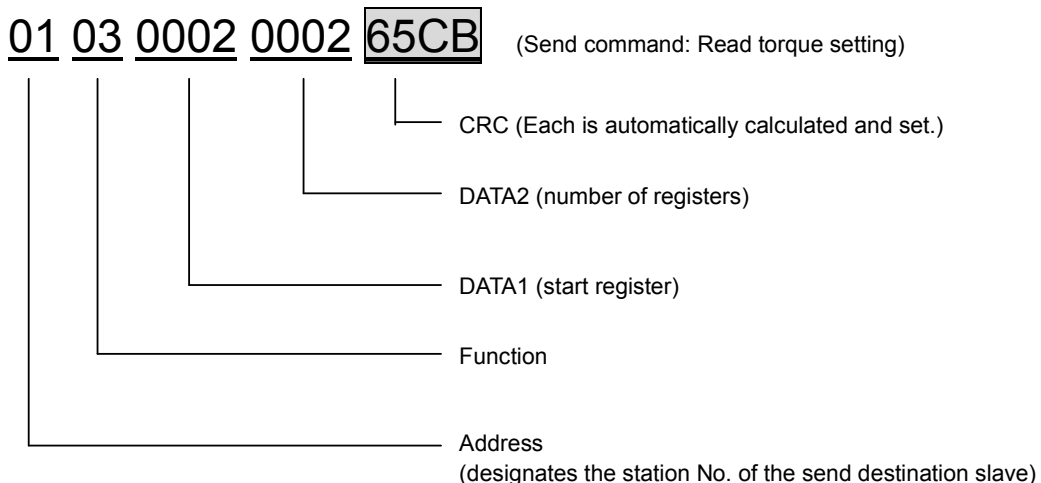 01 03 0002 0002 65CB (Send command: Read torque setting)
CRC (Each is automatically calculated and set.)
DATA2 (number of registers)
DATA1 (start register)
Function
Address
(designates the station No. of the send destination slave)